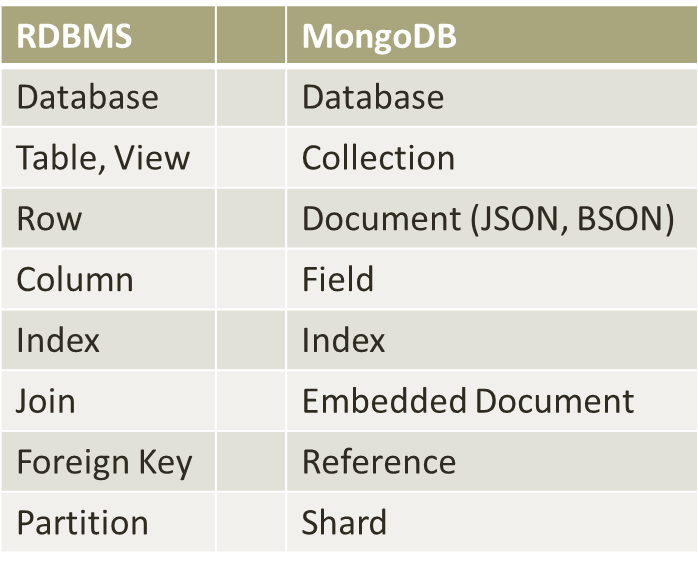 RDBMS MongoDB
Database Database
Table, View Collection
Row Document (JSON, BSON)
Column Field
Index Index
Join Embedded Document
Foreign Key Reference
Partition Shard